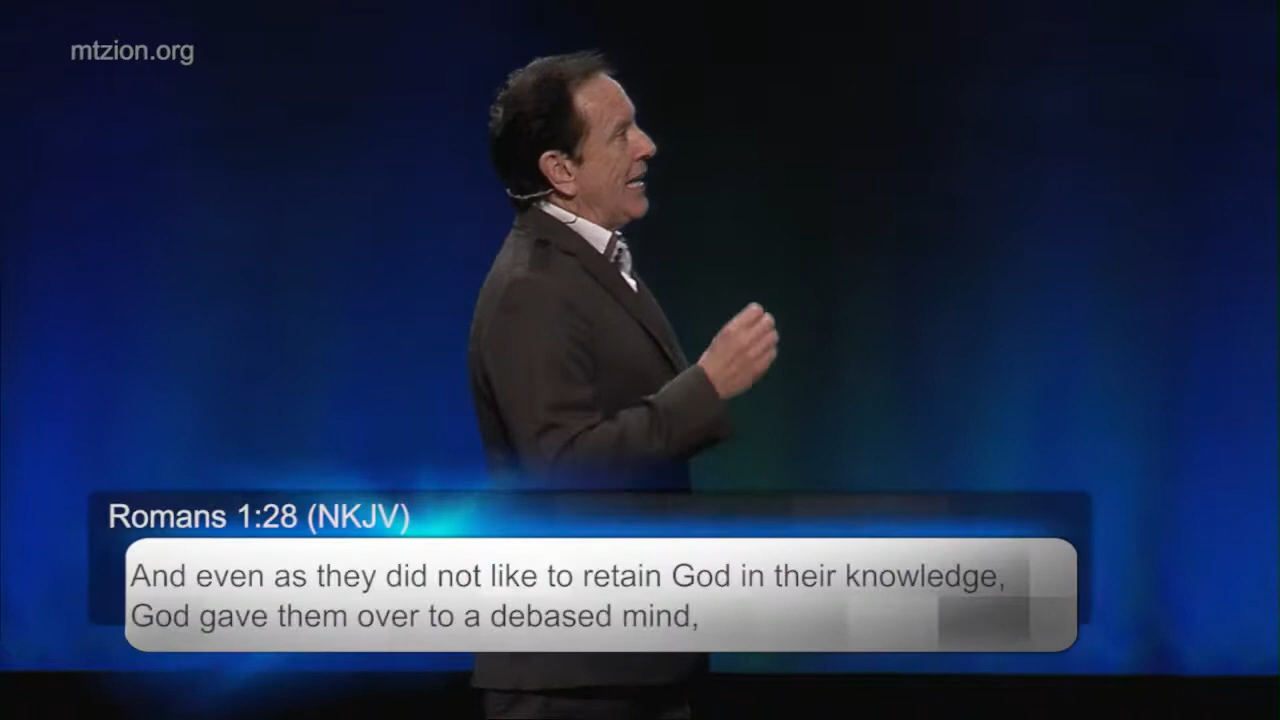 mtzion.org
Romans 1:28 (NKJV)
And even as they did not like to retain God in their knowledge,
God gave them over to a debased mind,